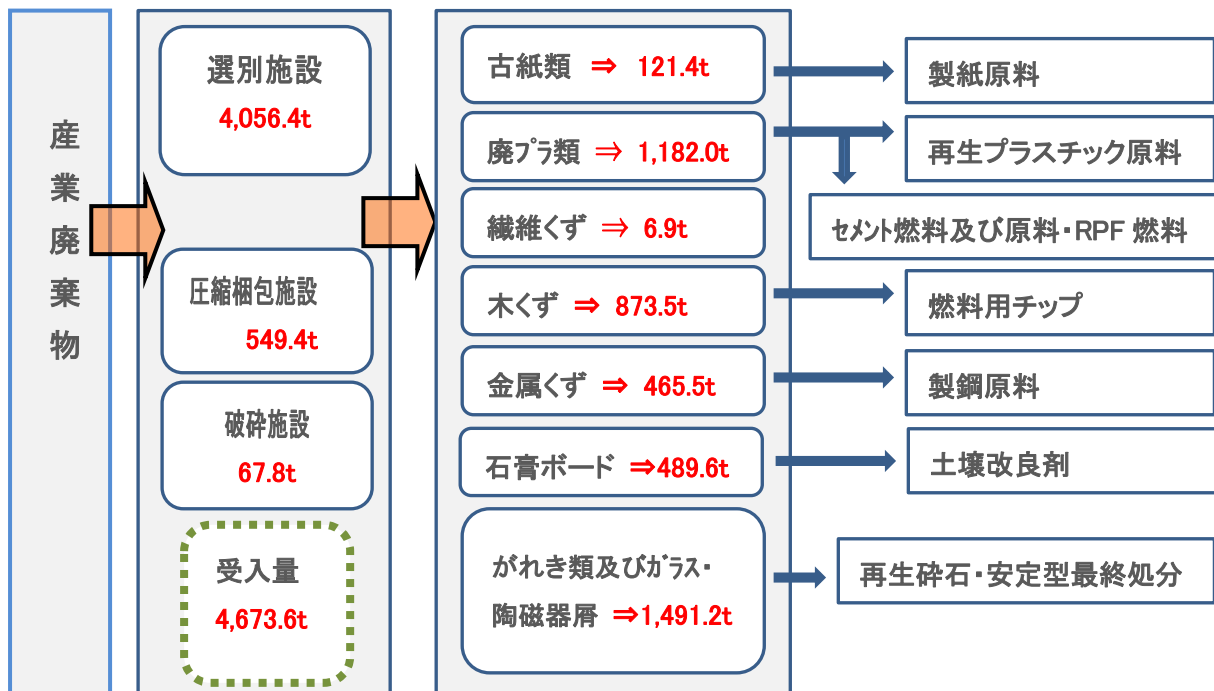 産業廃棄物
選別施設
4,056.4t
圧縮梱包施設
549.4t
破砕施設
67.8t
受入量
4,673.6t
古紙類 ⇒ 121.4t
廃プラ類 ⇒ 1,182.0t
繊維くず ⇒ 6.9t
木くず ⇒ 873.5t
金属くず ⇒ 465.5t
石膏ボード ⇒489.6t
がれき類及びガラス・
陶磁器屑 ⇒1,491.2t
製紙原料
再生プラスチック原料
セメント燃料及び原料・RPF 燃料
燃料用チップ
製鋼原料
土壌改良剤
再生砕石・安定型最終処分